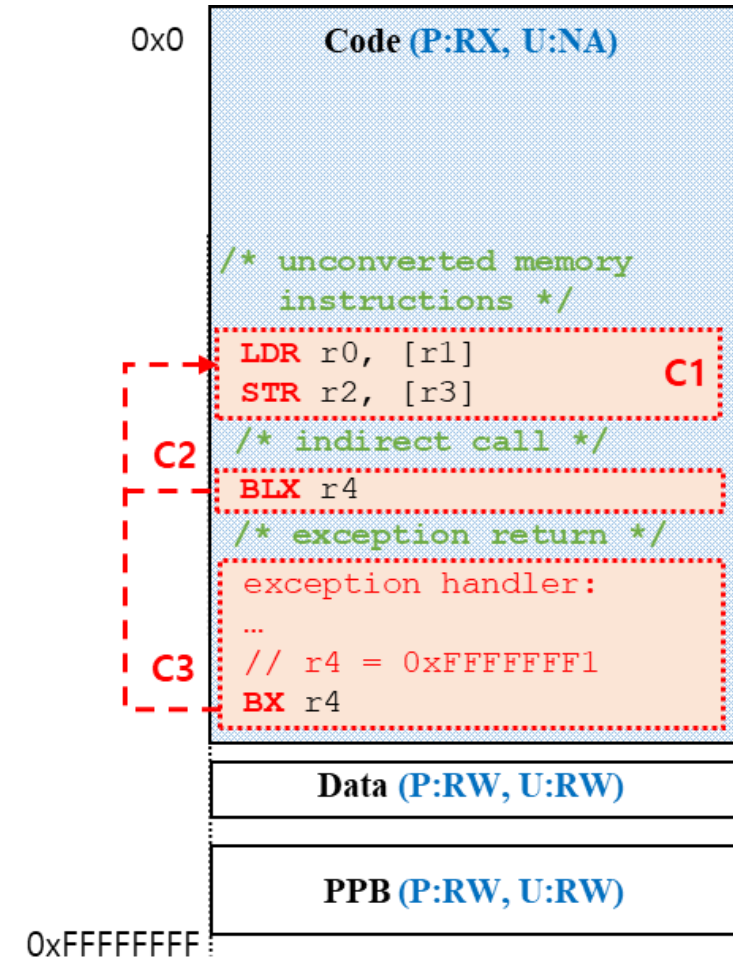 0x0
Code (P:RX, U:NA)
/* unconverted memory
instructions */
LDR r0, [r1]
C1
STR r2, [r3]
/* indirect call */
C2
BLX r4
/* exception return */
exception handler:
…
// r4 = 0xFFFFFFF1
C3
BX r4
Data (P:RW, U:RW)
PPB (P:RW, U:RW)
0xFFFFFFFF